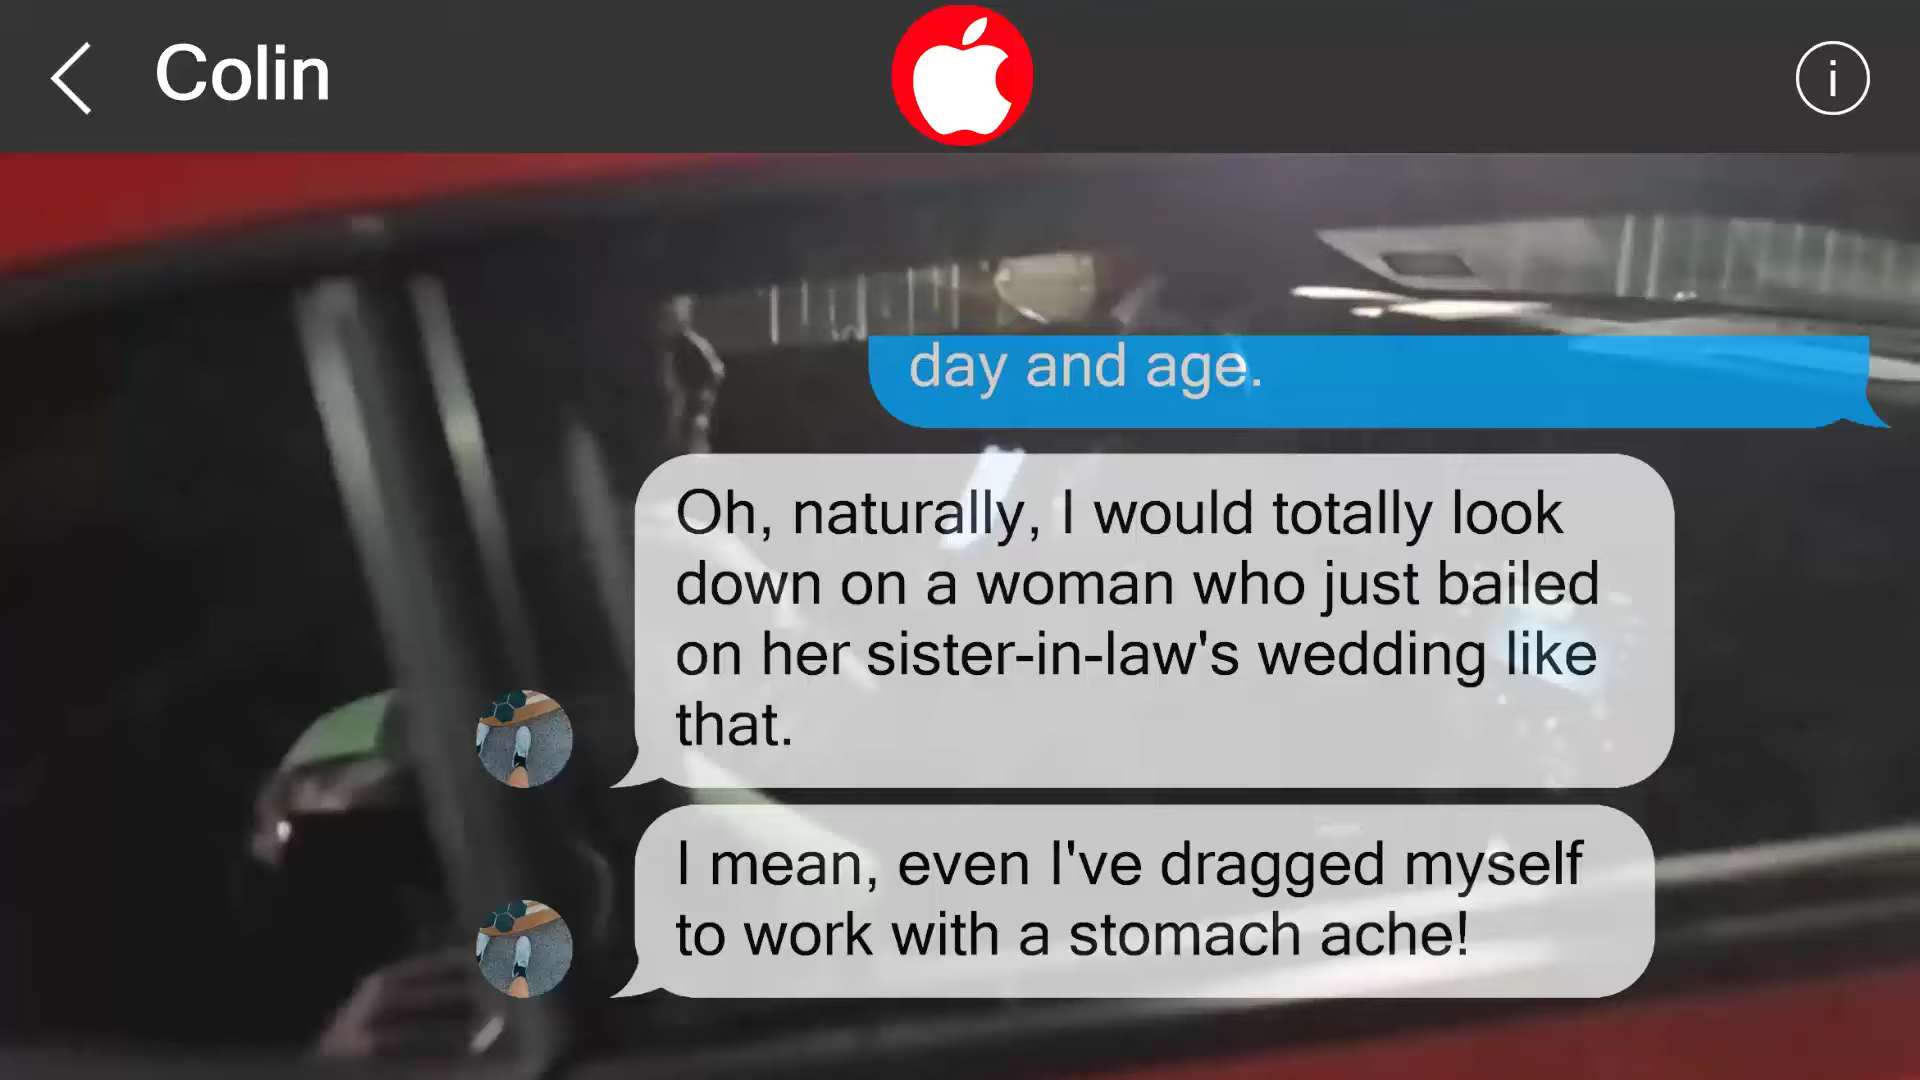 Colin
i
day and age.
Oh, naturally, I would totally look
down on a woman who just bailed
on her sister-in-law's wedding like
that.
I mean, even I've dragged myself
to work with a stomach ache!